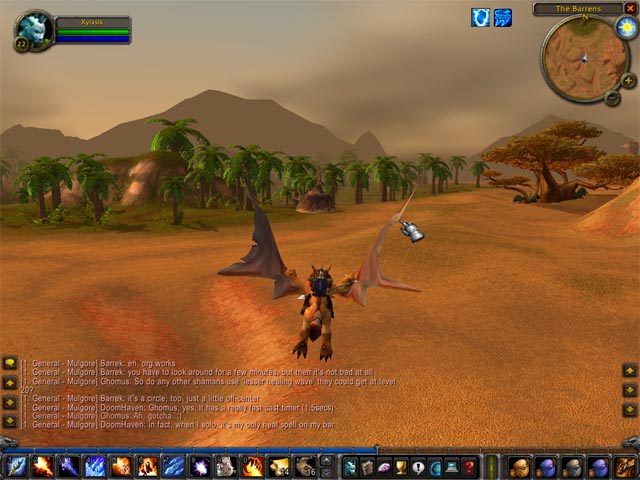 Xylasik
22
The Barrens
N
[1. General - Mulgore] Barrek: eh, org works
[1. General - Mulgore] Barrek: you have to look around for a few minutes, but then it's not bad at all
[1. General - Mulgore] Ghomus: So do any other shamans use 'lesser healing wave' they could get at level
20?
[1. General - Mulgore] Barrek: it's a circle, too, just a little off-center
[1. General - Mulgore] DoomHaven: Ghomus, yes, it has a really fast cast timer (1.5secs)
[1. General - Mulgore] Ghomus: Ah, gotcha. :)
[1. General - Mulgore] DoomHaven: in fact, when I solo, it's my only heal spell on my bar
16